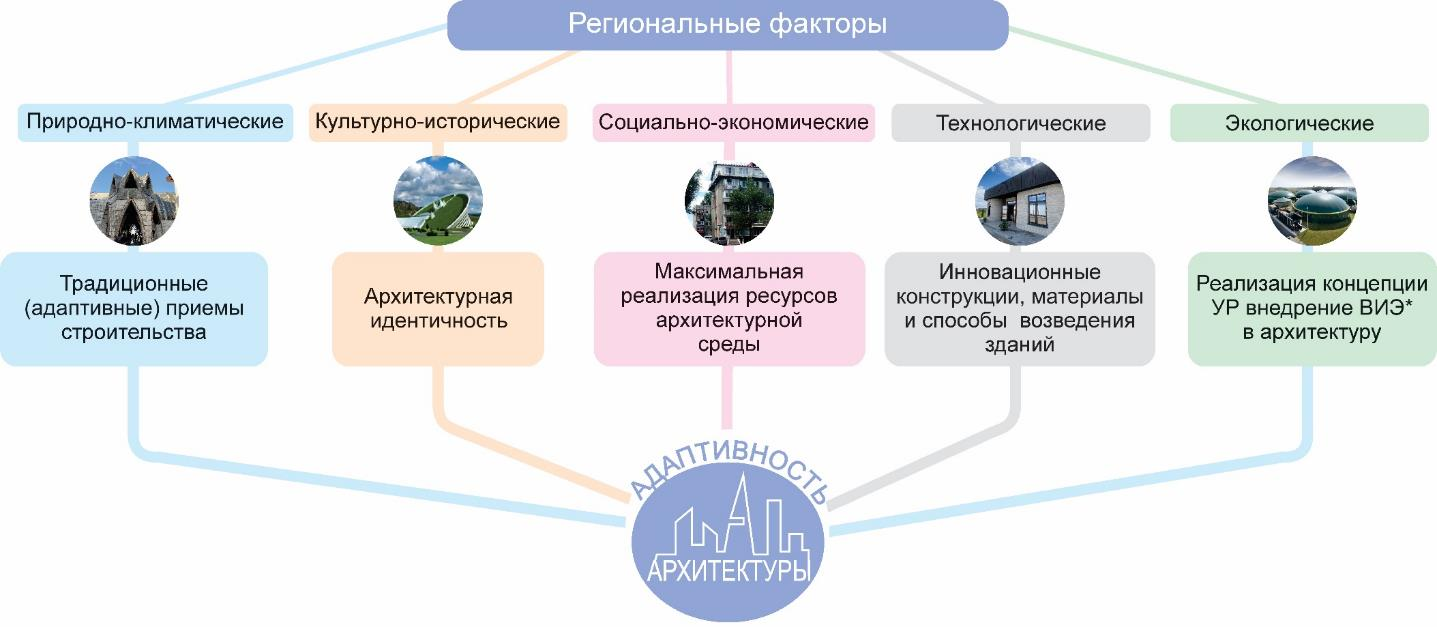 Региональные факторы
Природно-климатические
Культурно-исторические
Социально-экономические
Технологические
Экологические
Традиционные
(адаптивные) приемы
строительства
Архитектурная
идентичность
Максимальная
реализация ресурсов
архитектурной
среды
Инновационные
конструкции, материалы
и способы возведения
зданий
Реализация концепции
УР внедрение ВИЭ*
в архитектуру
АДАПТИВНОСТЬ
АРХИТЕКТУРЫ